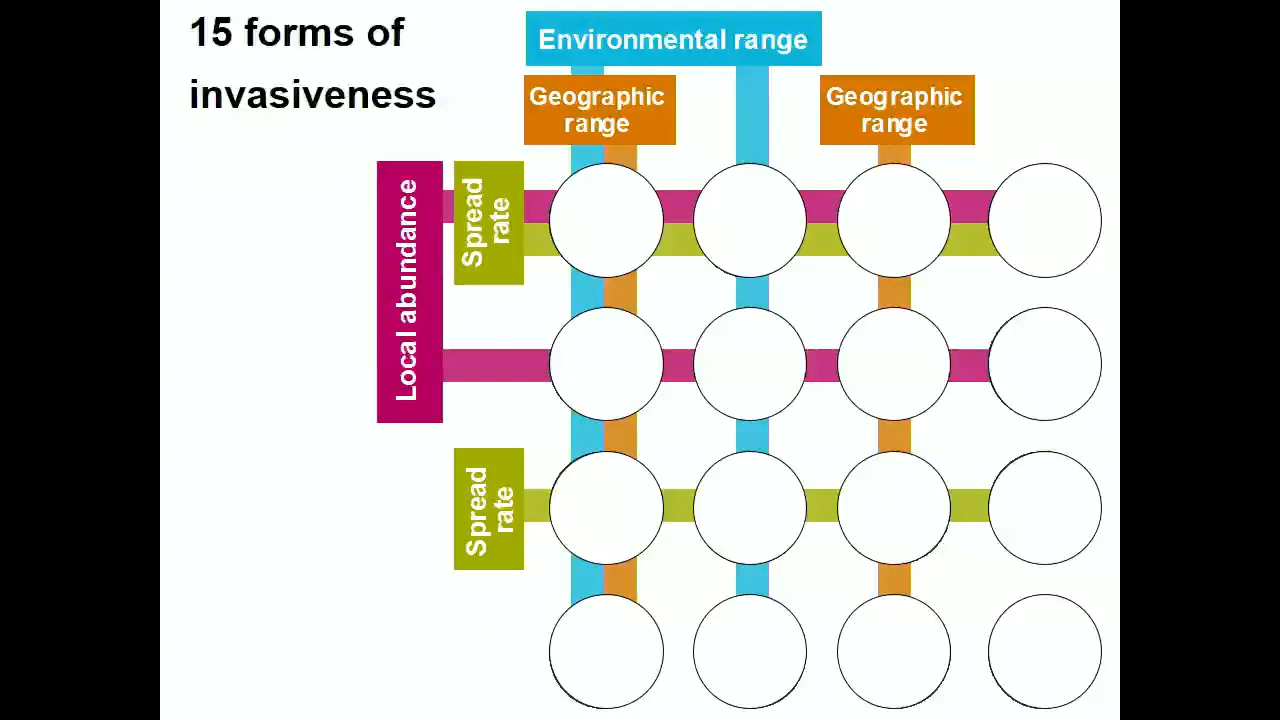 15 forms of
invasiveness
Environmental range
Geographic
range
Geographic
range
Local abundance
Spread
rate
Spread
rate